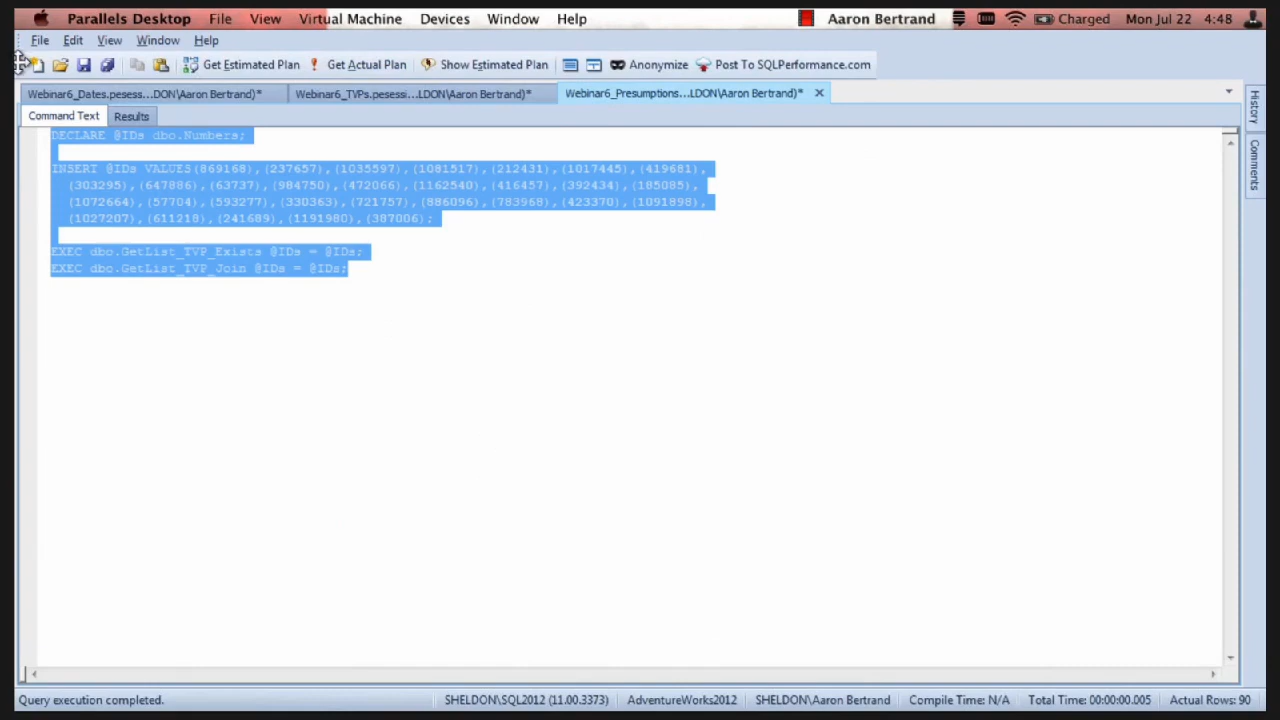 Parallels Desktop File View Virtual Machine Devices Window Help Aaron Bertrand Charged Mon Jul 22 4:48
File Edit View Window Help
Get Estimated Plan Get Actual Plan Show Estimated Plan Anonymize Post To SQLPerformance.com
Webinar6_Dates.pesess...DON\Aaron Bertrand)* Webinar6_TVPs.pesessi...LDON\Aaron Bertrand)* Webinar6_Presumptions...LDON\Aaron Bertrand)*
Command Text Results
History
Comments
DECLARE @IDs dbo.Numbers;
INSERT @IDs VALUES(869168),(237657),(1035597),(1081517),(212431),(1017445),(419681),
(303295),(647886),(63737),(984750),(472066),(1162540),(416457),(392434),(185085),
(1072664),(57704),(593277),(330363),(721757),(886096),(783968),(423370),(1091898),
(1027207),(611218),(241689),(1191980),(387006);
EXEC dbo.GetList_TVP_Exists @IDs = @IDs;
EXEC dbo.GetList_TVP_Join @IDs = @IDs;
Query execution completed. SHELDON\SQL2012 (11.00.3373) AdventureWorks2012 SHELDON\Aaron Bertrand Compile Time: N/A Total Time: 00:00:00.005 Actual Rows: 90